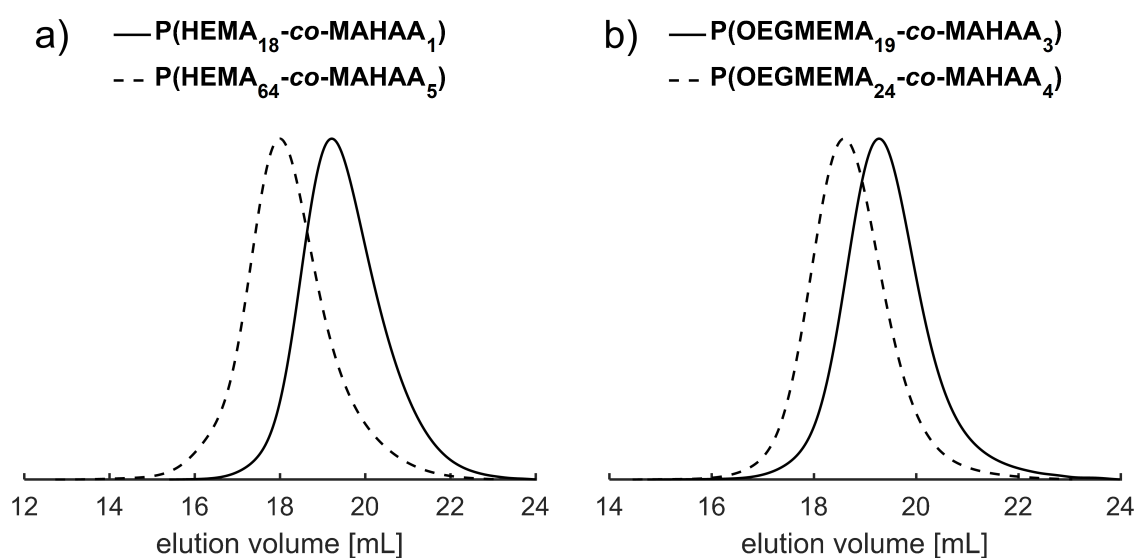 a)
P(HEMA18-co-MAHAA1)
P(HEMA64-co-MAHAA5)
12 14 16 18 20 22 24
elution volume [mL]
b)
P(OEGMEMA19-co-MAHAA3)
P(OEGMEMA24-co-MAHAA4)
14 16 18 20 22 24
elution volume [mL]